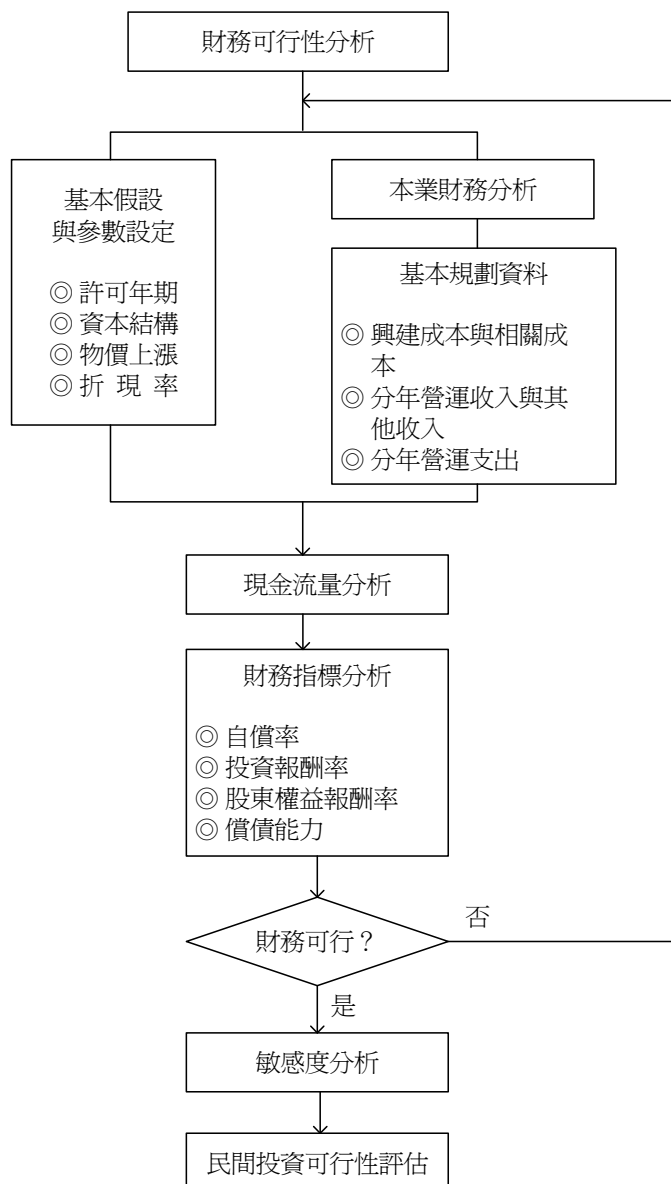 財務可行性分析
基本假設
與參數設定
◎ 許可年期
◎ 資本結構
◎ 物價上漲
◎ 折 現 率
本業財務分析
基本規劃資料
◎ 興建成本與相關成
本
◎ 分年營運收入與其
他收入
◎ 分年營運支出
現金流量分析
財務指標分析
◎ 自償率
◎ 投資報酬率
◎ 股東權益報酬率
◎ 償債能力
財務可行？
否
是
敏感度分析
民間投資可行性評估